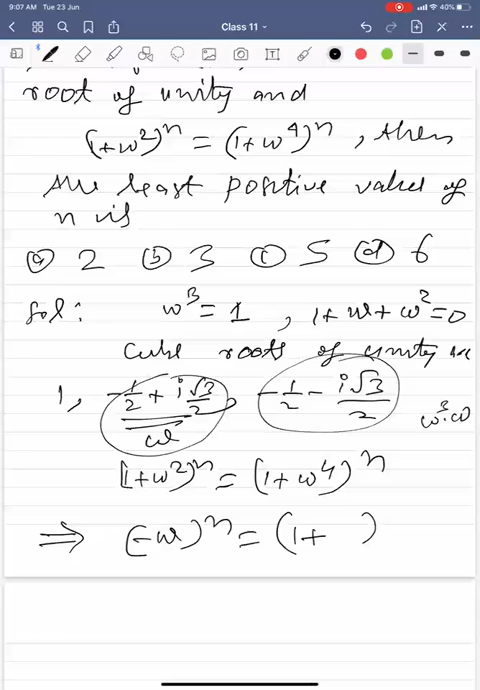 9:07 AM Tue 23 Jun 40%
Class 11
root of unity and
(1+ω²)ⁿ = (1+ω⁴)ⁿ, then
the least positive value of
n is
(a) 2 (b) 3 (c) 5 (d) 6
Sol: ω³ = 1, 1+ω+ω²=0
Cube roots of unity
1, -1/2 + i√3/2, -1/2 - i√3/2
ω
ω³.ω
(1+ω²)ⁿ = (1+ω⁴)ⁿ
⇒ (-ω)ⁿ = (1+ )